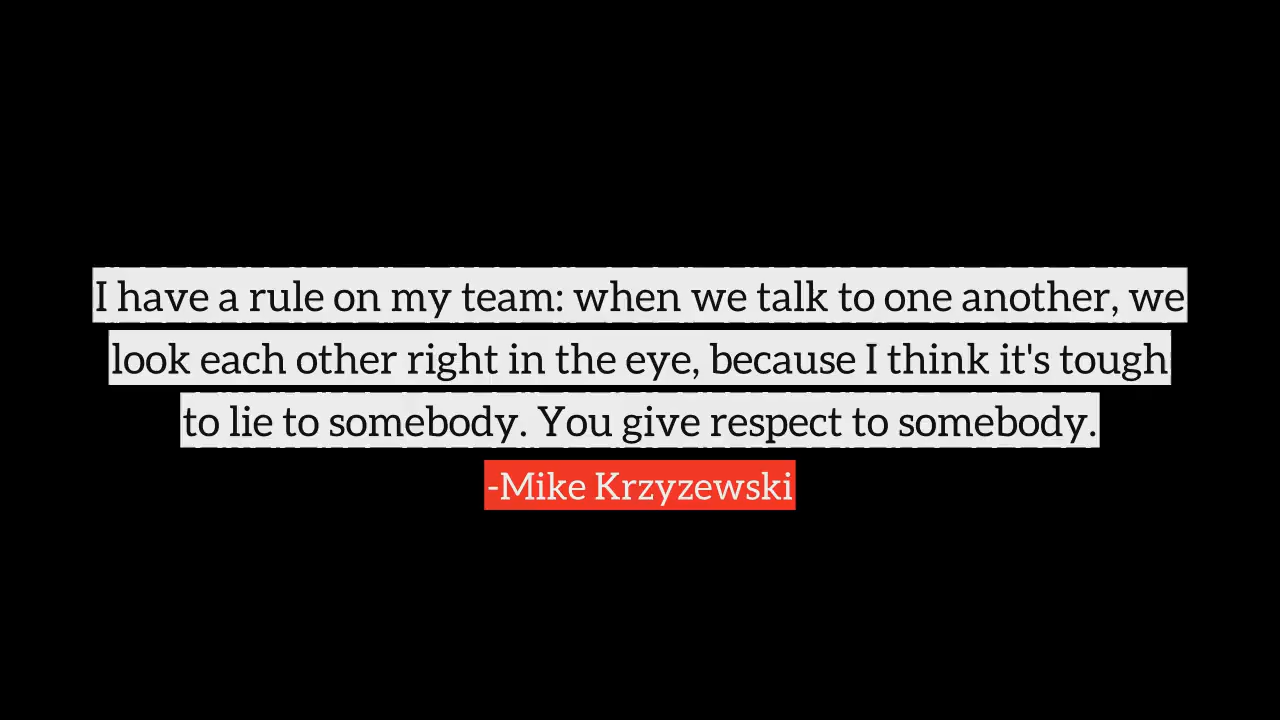 I have a rule on my team: when we talk to one another, we
look each other right in the eye, because I think it's tough
to lie to somebody. You give respect to somebody.
-Mike Krzyzewski